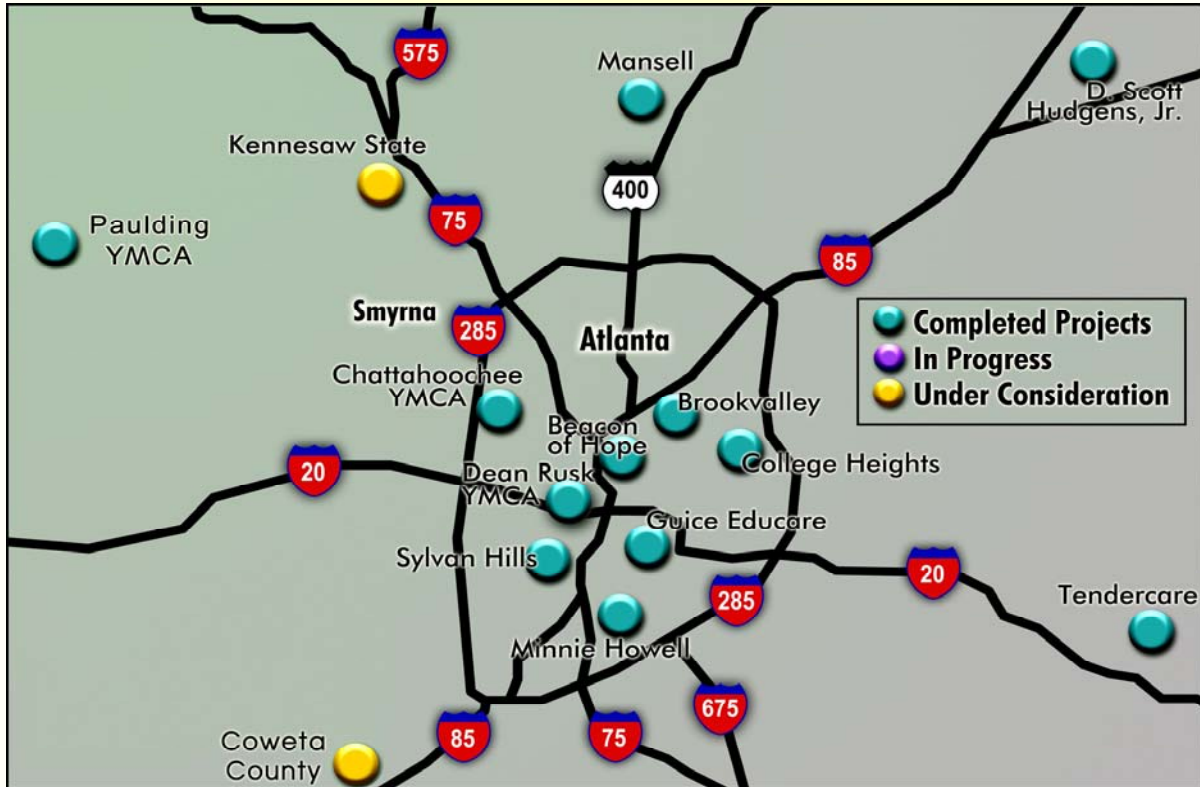 575
Mansell
D. Scott
Hudgens, Jr.
Kennesaw State
400
75
Paulding
YMCA
85
Smyrna
285
Atlanta
Completed Projects
In Progress
Under Consideration
Chattahoochee
YMCA
Brookvalley
Beacon
of Hope
College Heights
20
Dean Rusk
YMCA
Guice Educare
Sylvan Hills
20
285
Tendercare
Minnie Howell
675
85
75
Coweta
County